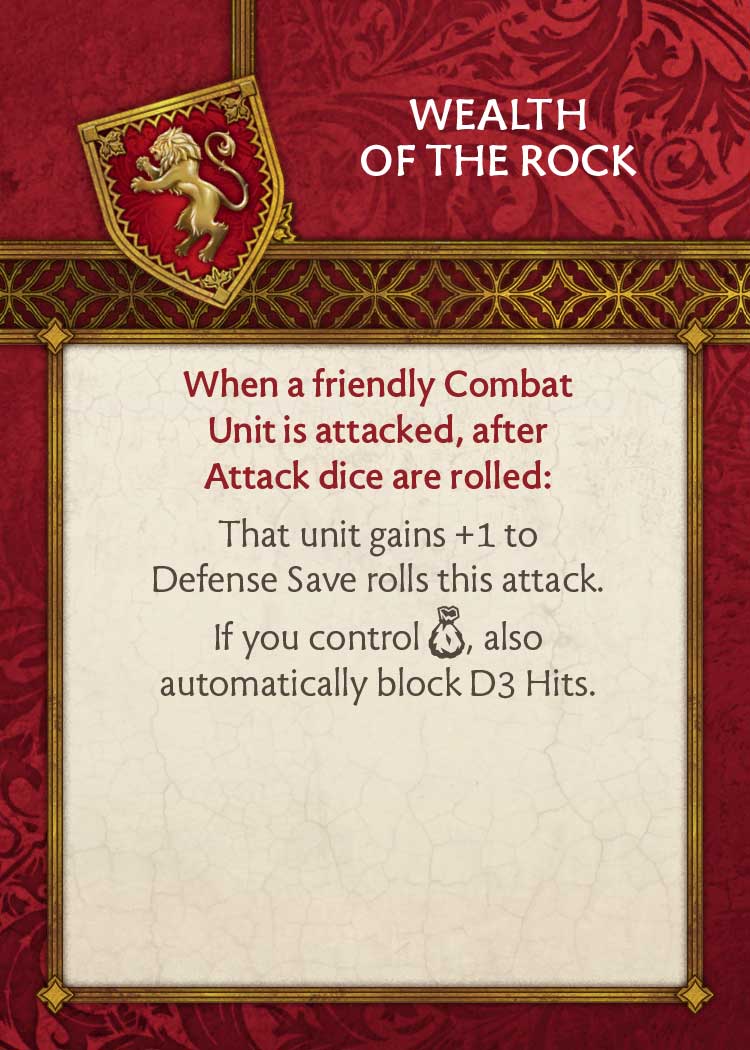 WEALTH
OF THE ROCK
When a friendly Combat
Unit is attacked, after
Attack dice are rolled:
That unit gains +1 to
Defense Save rolls this attack.
If you control , also
automatically block D3 Hits.